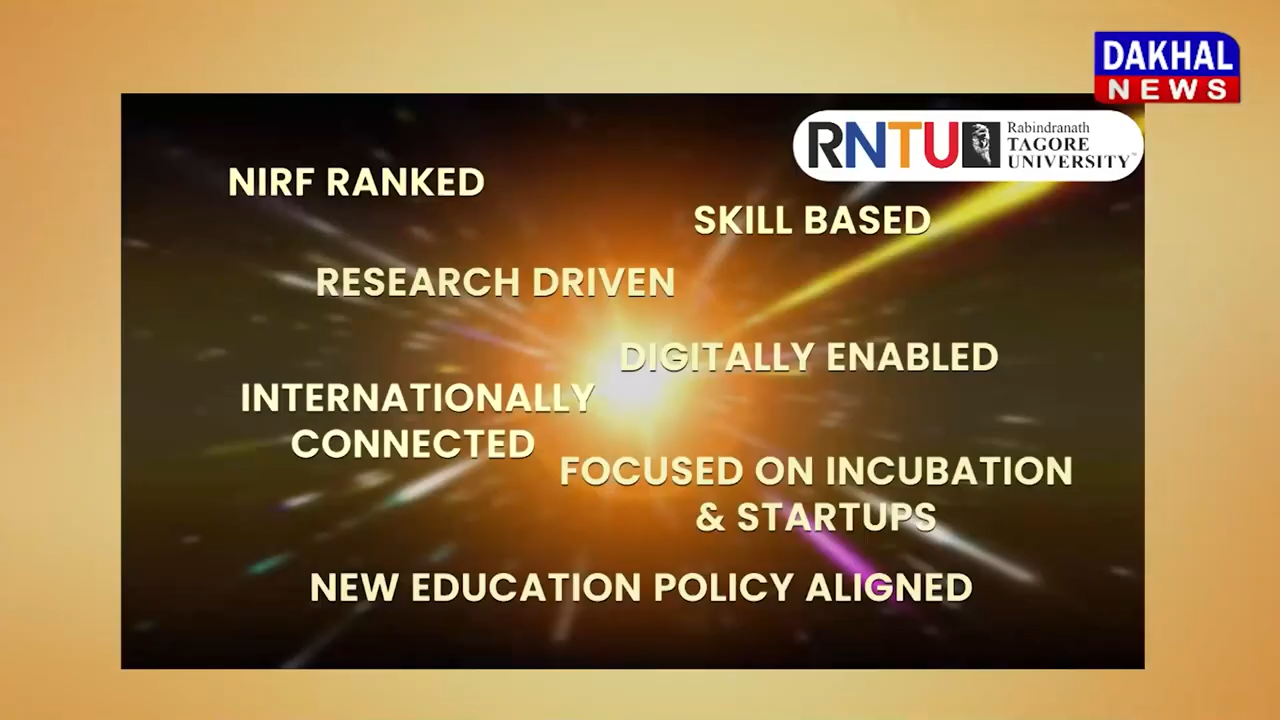 DAKHAL
NEWS
RNTU
Rabindranath
TAGORE
UNIVERSITY™
NIRF RANKED
SKILL BASED
RESEARCH DRIVEN
DIGITALLY ENABLED
INTERNATIONALLY
CONNECTED
FOCUSED ON INCUBATION
& STARTUPS
NEW EDUCATION POLICY ALIGNED